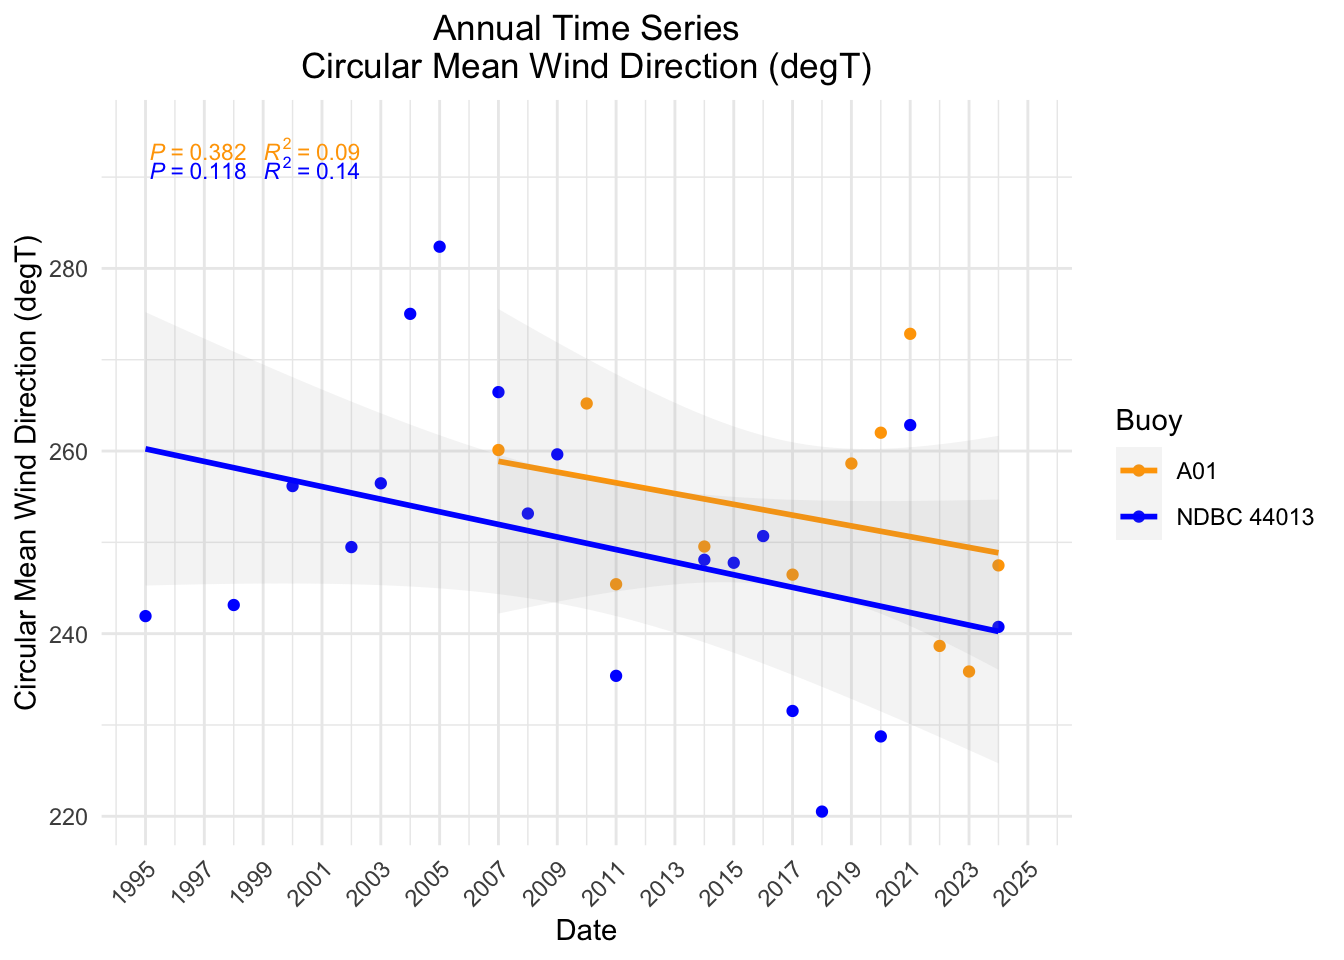 Annual Time Series
Circular Mean Wind Direction (degT)
P = 0.382 R² = 0.09
P = 0.118 R² = 0.14
Circular Mean Wind Direction (degT)
280
260
240
220
1995 1997 1999 2001 2003 2005 2007 2009 2011 2013 2015 2017 2019 2021 2023 2025
Date
Buoy
A01
NDBC 44013